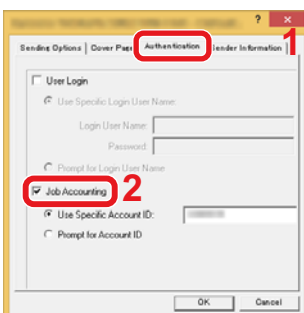 ? ×
Sending Options Cover Page Authentication Sender Information
1
User Login
Use Specific Login User Name:
Login User Name:
Password:
Prompt for Login User Name
Job Accounting 2
Use Specific Account ID:
Prompt for Account ID
OK Cancel